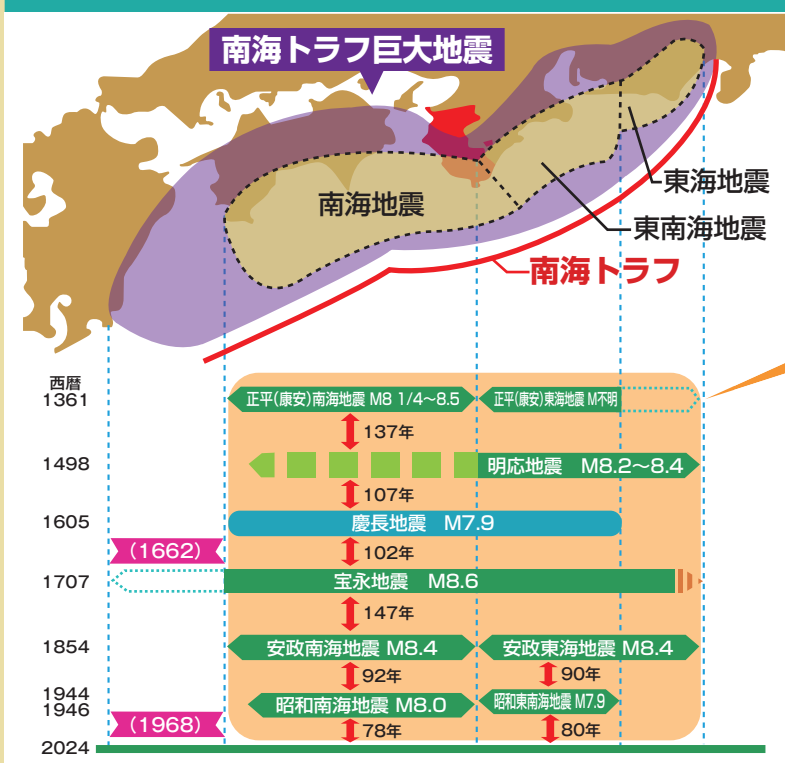 南海トラフ巨大地震
南海地震
東海地震
東南海地震
南海トラフ
西暦
1361
正平(康安)南海地震 M8 1/4～8.5
正平(康安)東海地震 M不明
137年
1498
明応地震 M8.2～8.4
107年
1605
慶長地震 M7.9
(1662)
102年
1707
宝永地震 M8.6
147年
1854
安政南海地震 M8.4
安政東海地震 M8.4
92年
90年
1944
1946
昭和南海地震 M8.0
昭和東南海地震 M7.9
(1968)
78年
80年
2024